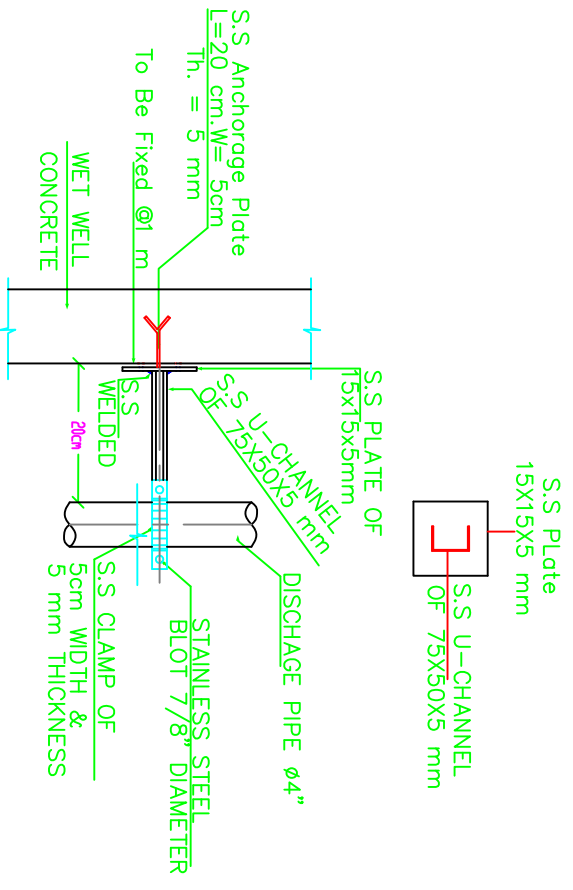 S.S PLate
15X15X5 mm
S.S U-CHANNEL
OF 75X50X5 mm
S.S PLATE OF
15x15x5mm
S.S U-CHANNEL
OF 75X50X5 mm
DISCHAGE PIPE ø4"
S.S Anchorage Plate
L=20 cm.W= 5cm
Th. = 5 mm
To Be Fixed @1 m
WET WELL
CONCRETE
S.S
WELDED
20cm
S.S CLAMP OF
5cm WIDTH &
5 mm THICKNESS
STAINLESS STEEL
BLOT 7/8" DIAMETER